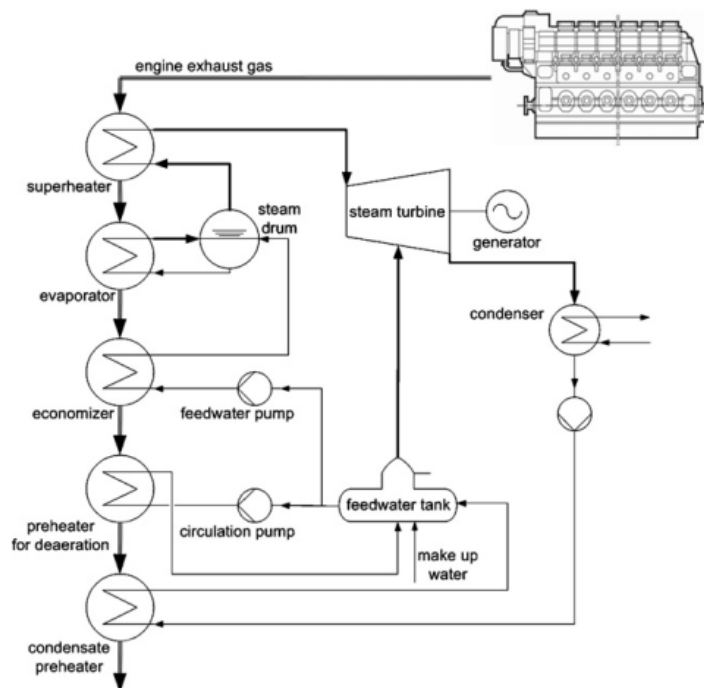 engine exhaust gas
superheater
steam
drum
steam turbine
generator
evaporator
condenser
economizer
feedwater pump
feedwater tank
preheater
for deaeration
circulation pump
make up
water
condensate
preheater